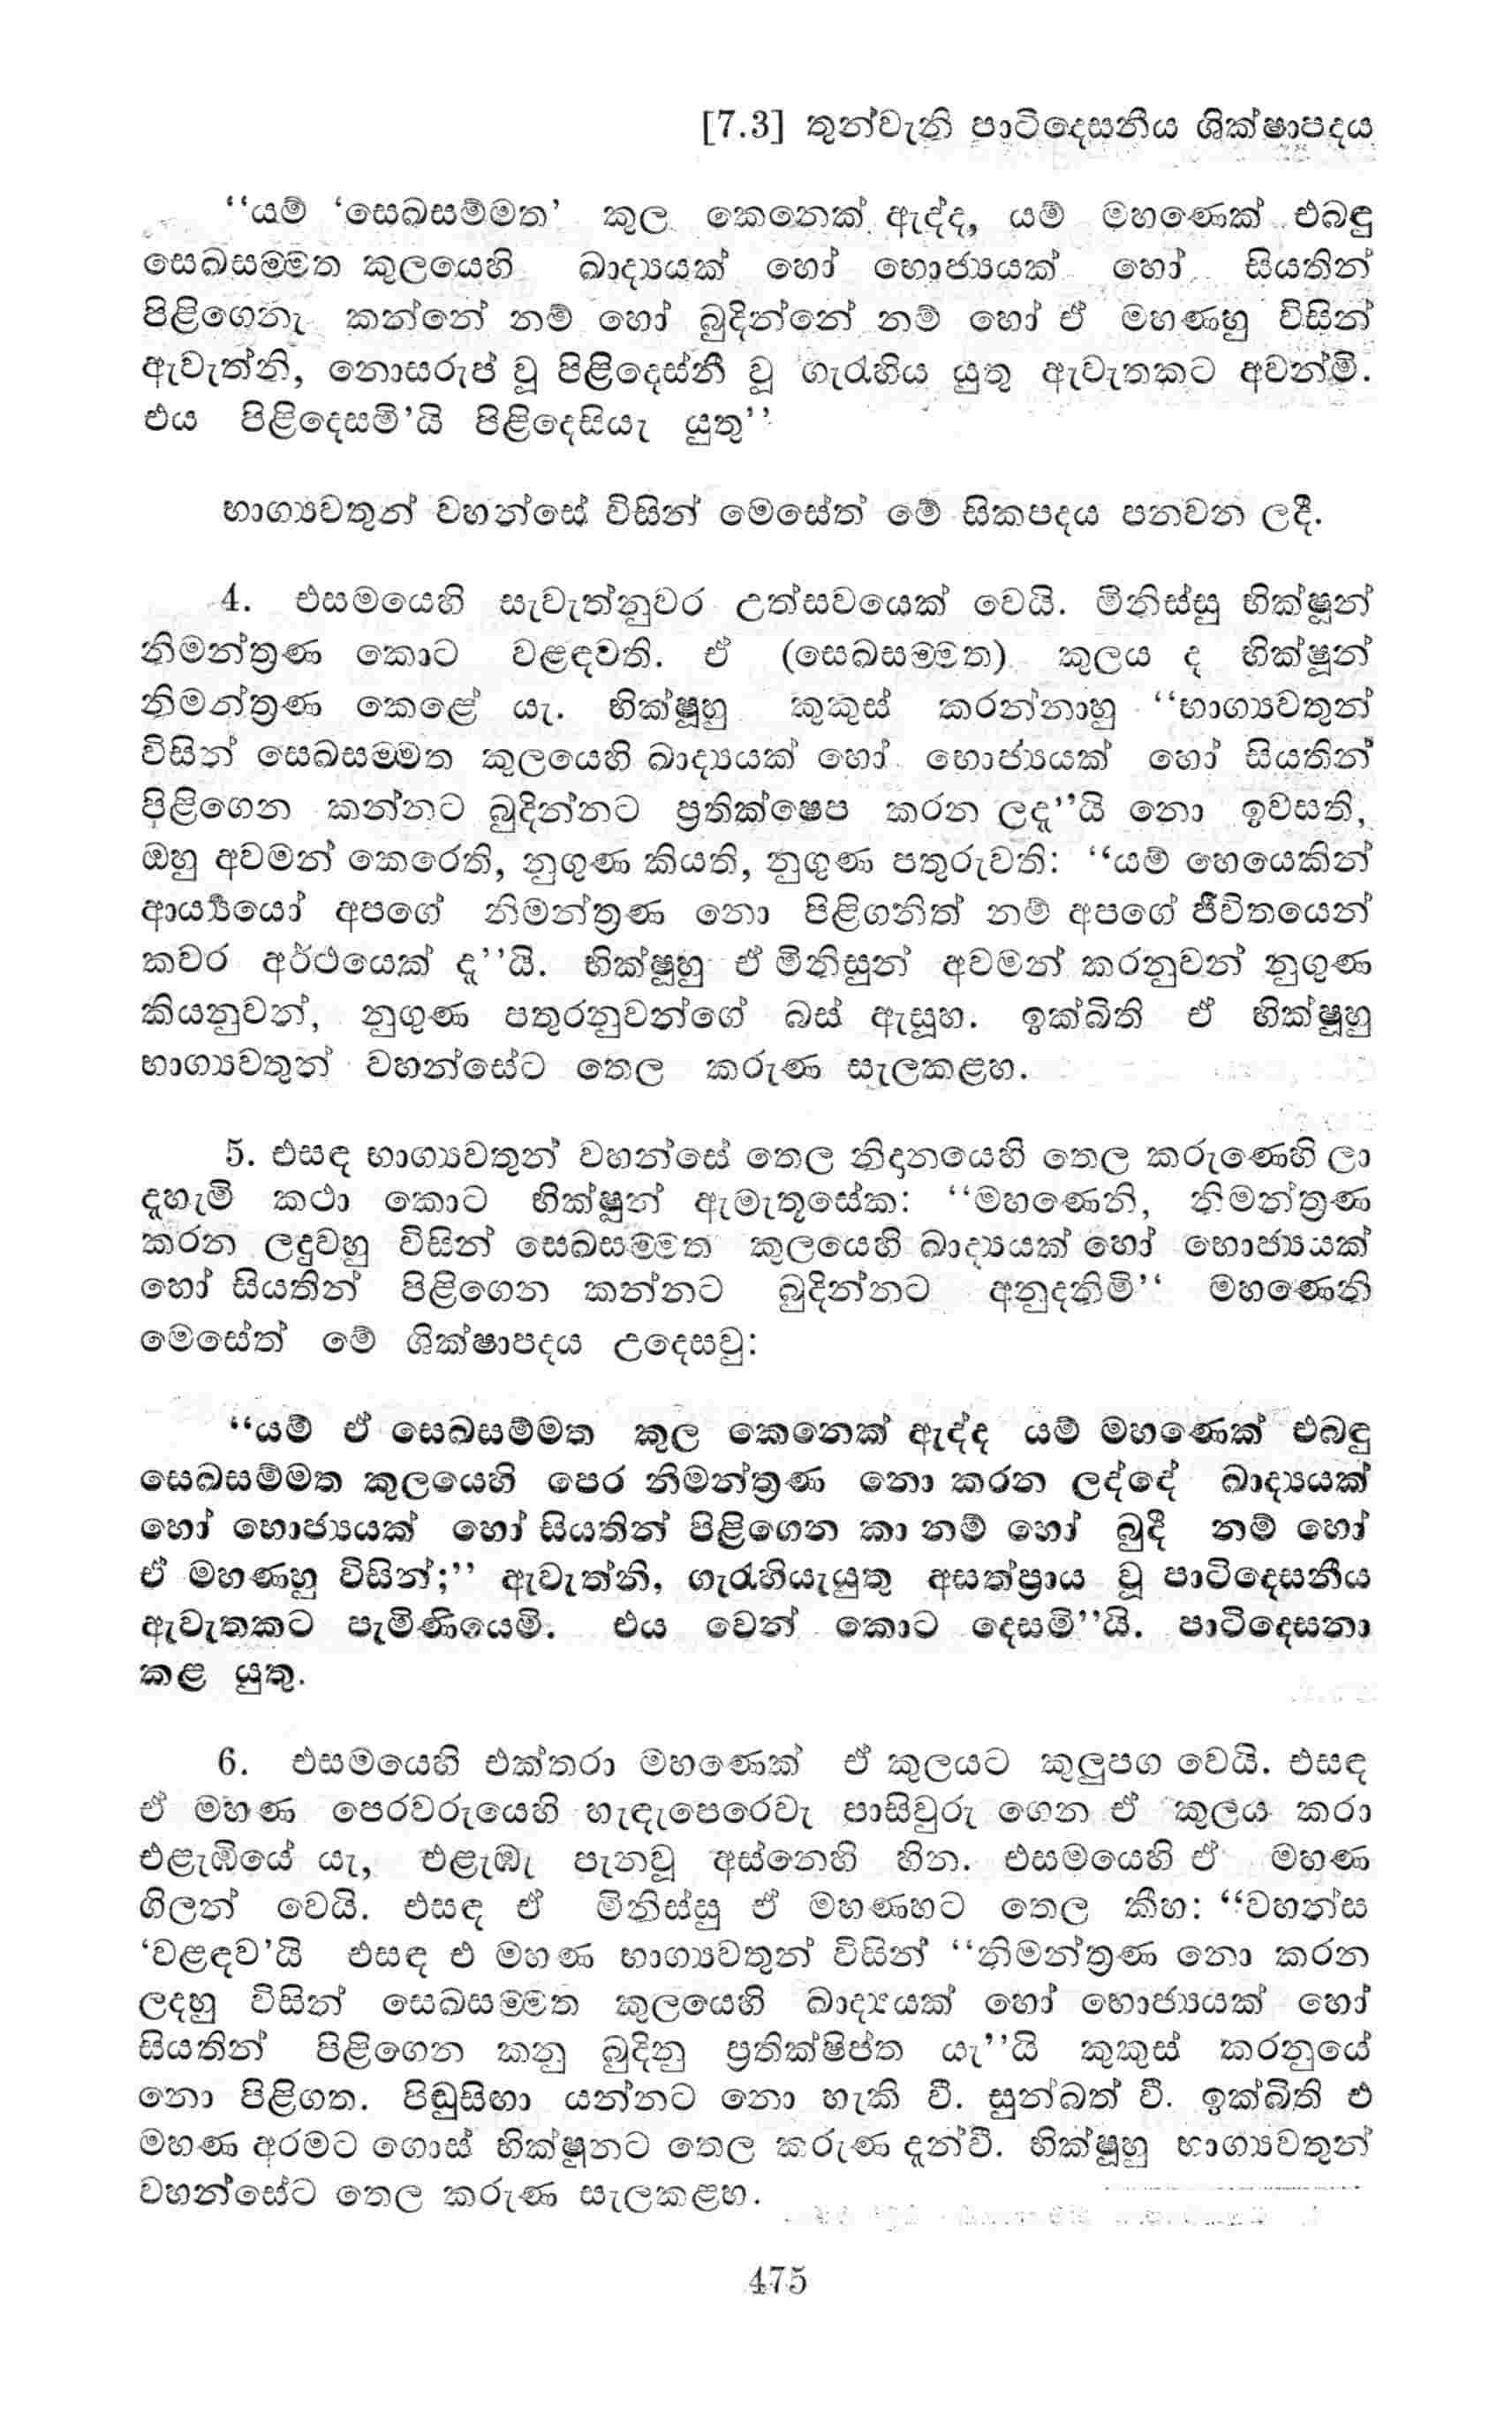 [7.3] තුන්වැනි පාටිදෙසනීය ශික්ෂාපදය
“යම් ‘සෙඛසම්මත’ කුල කෙනෙක් ඇද්ද, යම් මහණෙක් එබඳු
සෙඛසම්මත කුලයෙහි ඛාද්‍යයක් හෝ භොජ්‍යයක් හෝ සියතින්
පිළිගෙනැ කන්නේ නම් හෝ බුදින්නේ නම් හෝ ඒ මහණහු විසින්
ඇවැත්නි, නොසරුප් වූ පිළිදෙස්නී වූ ගැරැහිය යුතු ඇවැතකට අවන්මි.
එය පිළිදෙසමි’යි පිළිදෙසියැ යුතු”
භාග්‍යවතුන් වහන්සේ විසින් මෙසේත් මේ සිකපදය පනවන ලදී.
4. එසමයෙහි සැවැත්නුවර උත්සවයෙක් වෙයි. මිනිස්සු භික්ෂූන්
නිමන්ත්‍රණ කොට වළඳවති. ඒ (සෙඛසම්මත) කුලය ද භික්ෂූන්
නිමන්ත්‍රණ කෙළේ යැ. භික්ෂූහු කුකුස් කරන්නාහු “භාග්‍යවතුන්
විසින් සෙඛසම්මත කුලයෙහි ඛාද්‍යයක් හෝ භොජ්‍යයක් හෝ සියතින්
පිළිගෙන කන්නට බුදින්නට ප්‍රතික්ෂෙප කරන ලදැ”යි නො ඉවසති,
ඔහු අවමන් කෙරෙති, නුගුණ කියති, නුගුණ පතුරුවති: “යම් හෙයෙකින්
ආර්‍ය්‍යයෝ අපගේ නිමන්ත්‍රණ නො පිළිගනිත් නම් අපගේ ජීවිතයෙන්
කවර අර්ථයෙක් දැ”යි. භික්ෂූහු ඒ මිනිසුන් අවමන් කරනුවන් නුගුණ
කියනුවන්, නුගුණ පතුරනුවන්ගේ බස් ඇසූහ. ඉක්බිති ඒ භික්ෂූහු
භාග්‍යවතුන් වහන්සේට තෙල කරුණ සැලකළහ.
5. එසඳ භාග්‍යවතුන් වහන්සේ තෙල නිදානයෙහි තෙල කරුණෙහි ලා
දැහැමි කථා කොට භික්ෂූන් ඇමැතූසේක: “මහණෙනි, නිමන්ත්‍රණ
කරන ලදුවහු විසින් සෙඛසම්මත කුලයෙහි ඛාද්‍යයක් හෝ භොජ්‍යයක්
හෝ සියතින් පිළිගෙන කන්නට බුදින්නට අනුදනිමි“ මහණෙනි
මෙසේත් මේ ශික්ෂාපදය උදෙසවු:
“යම් ඒ සෙඛසම්මත කුල කෙනෙක් ඇද්ද යම් මහණෙක් එබඳු
සෙඛසම්මත කුලයෙහි පෙර නිමන්ත්‍රණ නො කරන ලද්දේ ඛාද්‍යයක්
හෝ භොජ්‍යයක් හෝ සියතින් පිළිගෙන කා නම් හෝ බුදී නම් හෝ
ඒ මහණහු විසින්;” ඇවැත්නි, ගැරැහියැයුතු අසත්ප්‍රාය වූ පාටිදෙසනීය
ඇවැතකට පැමිණියෙමි. එය වෙන් කොට දෙසමි”යි. පාටිදෙසනා
කළ යුතු.
6. එසමයෙහි එක්තරා මහණෙක් ඒ කුලයට කුලුපග වෙයි. එසඳ
ඒ මහණ පෙරවරුයෙහි හැඳැපෙරෙවැ පාසිවුරු ගෙන ඒ කුලය කරා
එළැඹියේ යැ, එළැඹැ පැනවූ අස්නෙහි හින. එසමයෙහි ඒ මහණ
ගිලන් වෙයි. එසඳ ඒ මිනිස්සු ඒ මහණහට තෙල කීහ: “වහන්ස
‘වළඳව’යි එසඳ එ මහණ භාග්‍යවතුන් විසින් “නිමන්ත්‍රණ නො කරන
ලදහු විසින් සෙඛසම්මත කුලයෙහි ඛාද්‍යයක් හෝ භොජ්‍යයක් හෝ
සියතින් පිළිගෙන කනු බුදිනු ප්‍රතික්ෂිප්ත යැ”යි කුකුස් කරනුයේ
නො පිළිගත. පිඬුසිඟා යන්නට නො හැකි වී. සුන්බත් වී. ඉක්බිති එ
මහණ අරමට ගොස් භික්ෂූනට තෙල කරුණ දැන්වී. භික්ෂූහු භාග්‍යවතුන්
වහන්සේට තෙල කරුණ සැලකළහ.
475